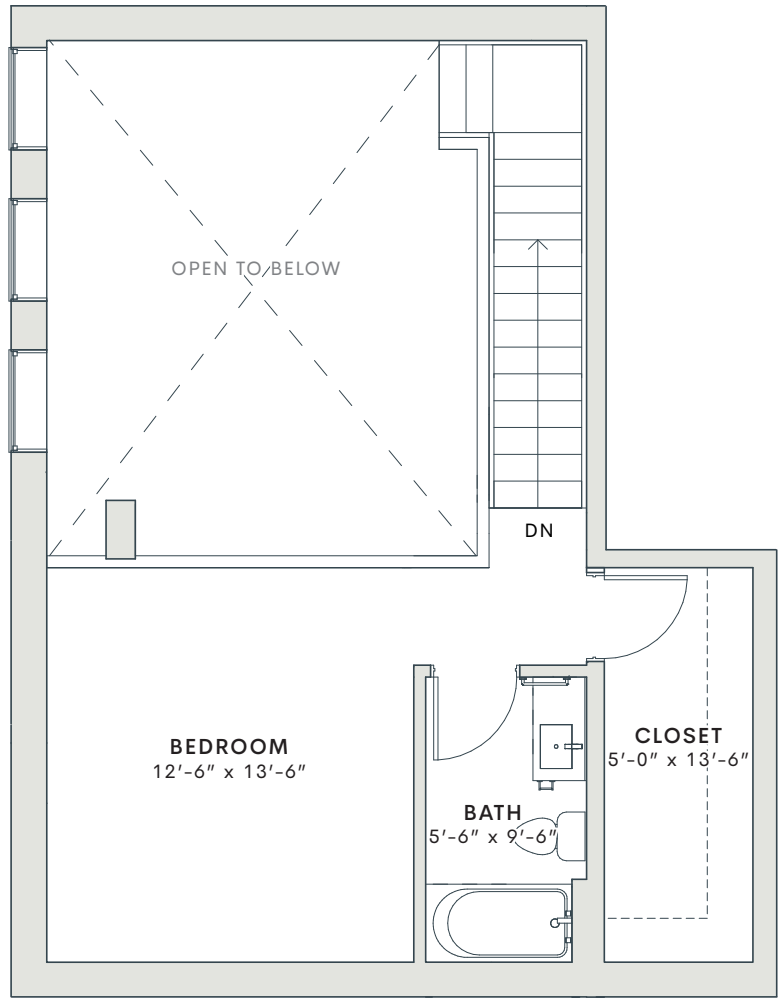 OPEN TO BELOW
DN
BEDROOM
12′-6″ x 13′-6″
CLOSET
5′-0″ x 13′-6″
BATH
5′-6″ x 9′-6″